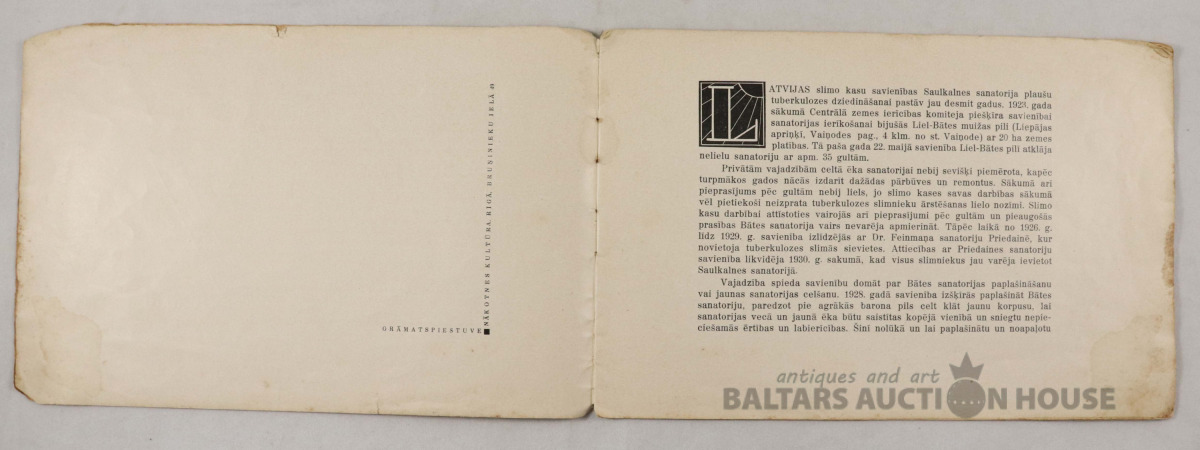 GRĀMATSPIESTUVE
NĀKOTNES KULTŪRA, RIGĀ, BRUŅINIEKU IELĀ 41
LATVIJAS slimo kasu savienības Saulkalnes sanatorija plaušu
tuberkulozes dziedināšanai pastāv jau desmit gadus. 1923. gada
sākumā Centrālā zemes ierīcības komiteja piešķīra savienībai
sanatorijas ierīkošanai bijušās Liel-Bātes muižas pili (Liepājas
apriņķī, Vaiņodes pag., 4 klm. no st. Vaiņode) ar 20 ha zemes
platības. Tā paša gada 22. maijā savienība Liel-Bātes pilī atklāja
nelielu sanatoriju ar apm. 35 gultām.
Privātām vajadzībām celtā ēka sanatorijai nebij sevišķi piemērota, kapēc
turpmākos gados nācās izdarīt dažādas pārbūves un remontus. Sākumā arī
pieprasījums pēc gultām nebij liels, jo slimo kases savas darbības sākumā
vēl pietiekoši neizprata tuberkulozes slimnieku ārstēšanas lielo nozīmi. Slimo
kasu darbībai attīstoties vairojās arī pieprasījumi pēc gultām un pieaugošās
prasības Bātes sanatorija vairs nevarēja apmierināt. Tāpēc laikā no 1926. g.
līdz 1929. g. savienība izlīdzējās ar Dr. Feinmaņa sanatoriju Priedainē, kur
novietoja tuberkulozes slimās sievietes. Attiecības ar Priedaines sanatoriju
savienība likvidēja 1930. g. sakumā, kad visus slimniekus jau varēja ievietot
Saulkalnes sanatorijā.
Vajadzība spieda savienību domāt par Bātes sanatorijas paplašināšanu
vai jaunas sanatorijas celšanu. 1928. gadā savienība izšķīrās paplašināt Bātes
sanatoriju, paredzot pie agrākās barona pils celt klāt jaunu korpusu, lai
sanatorijas vecā un jaunā ēka būtu saistītas kopējā vienībā un sniegtu nepie-
ciešamās ērtības un labierīcības. Šinī nolūkā un lai paplašinātu un noapaļotu
antiques and art
BALTARS AUCTION HOUSE